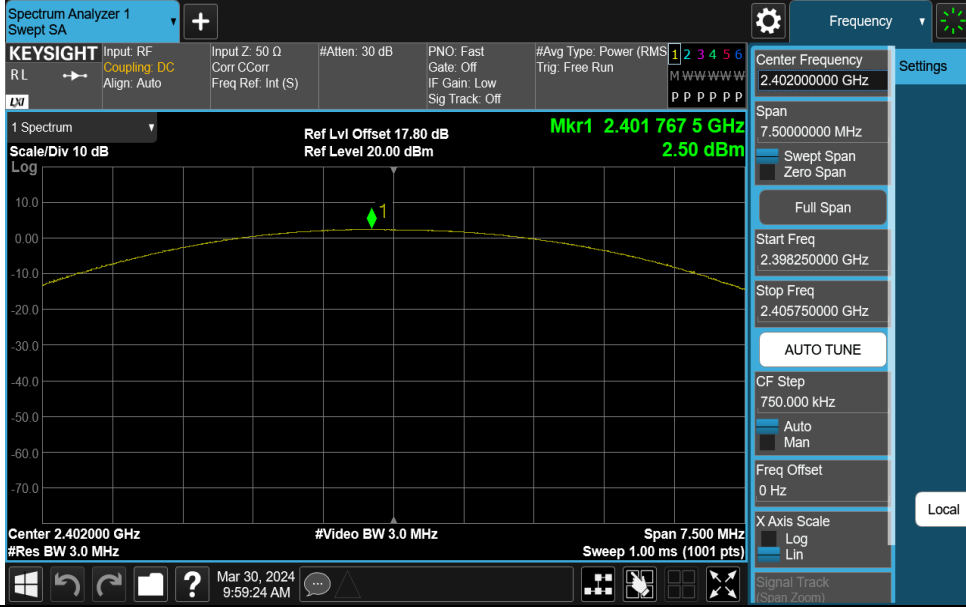 Spectrum Analyzer 1
Swept SA
+
Frequency
KEYSIGHT
R L
LXI
Input: RF
Coupling: DC
Align: Auto
Input Z: 50 Ω
Corr CCorr
Freq Ref: Int (S)
#Atten: 30 dB
PNO: Fast
Gate: Off
IF Gain: Low
Sig Track: Off
#Avg Type: Power (RMS
Trig: Free Run
1 2 3 4 5 6
M W W W W W
P P P P P P
1 Spectrum
Scale/Div 10 dB
Log
Ref Lvl Offset 17.80 dB
Ref Level 20.00 dBm
Mkr1 2.401 767 5 GHz
2.50 dBm
1
10.0
0.00
-10.0
-20.0
-30.0
-40.0
-50.0
-60.0
-70.0
Center 2.402000 GHz
#Res BW 3.0 MHz
#Video BW 3.0 MHz
Span 7.500 MHz
Sweep 1.00 ms (1001 pts)
?
Mar 30, 2024
9:59:24 AM
Center Frequency
2.402000000 GHz
Span
7.50000000 MHz
Swept Span
Zero Span
Full Span
Start Freq
2.398250000 GHz
Stop Freq
2.405750000 GHz
AUTO TUNE
CF Step
750.000 kHz
Auto
Man
Freq Offset
0 Hz
X Axis Scale
Log
Lin
Signal Track
(Span Zoom)
Settings
Local